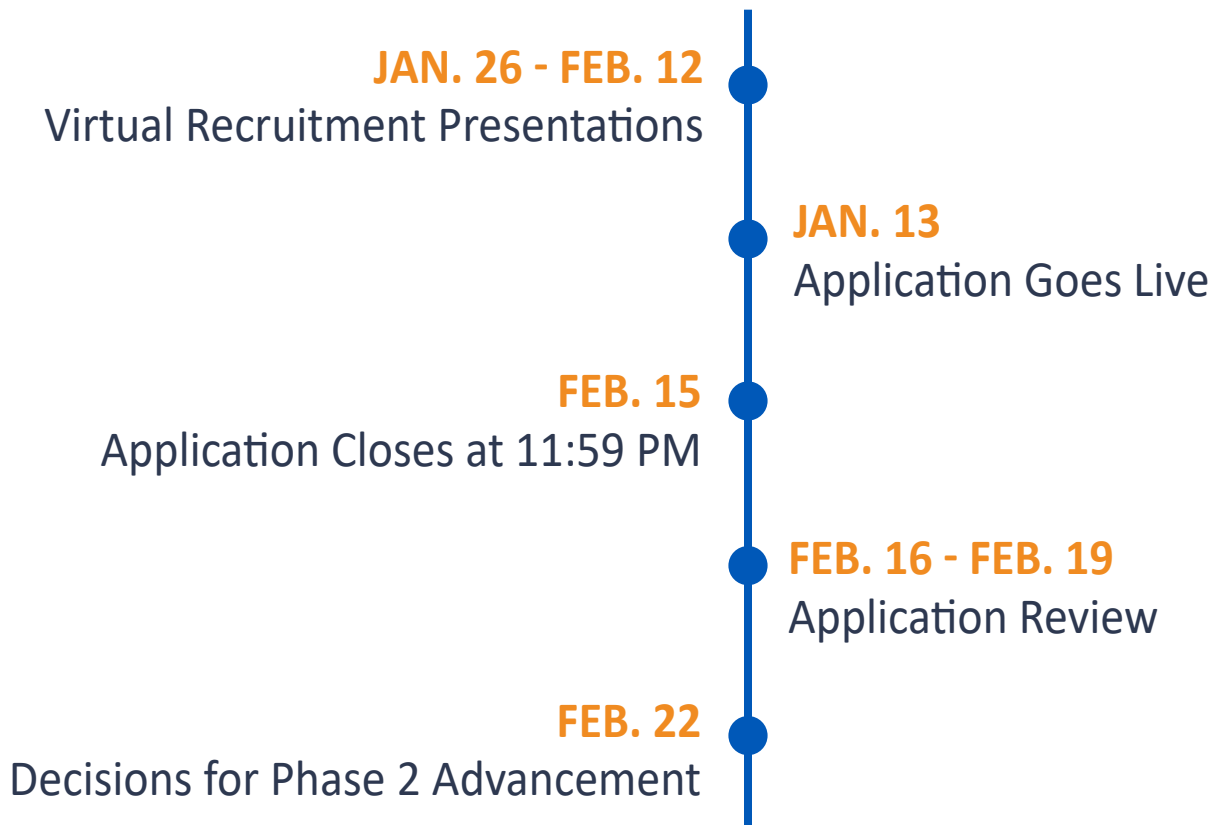 JAN. 26 - FEB. 12
Virtual Recruitment Presentations
JAN. 13
Application Goes Live
FEB. 15
Application Closes at 11:59 PM
FEB. 16 - FEB. 19
Application Review
FEB. 22
Decisions for Phase 2 Advancement